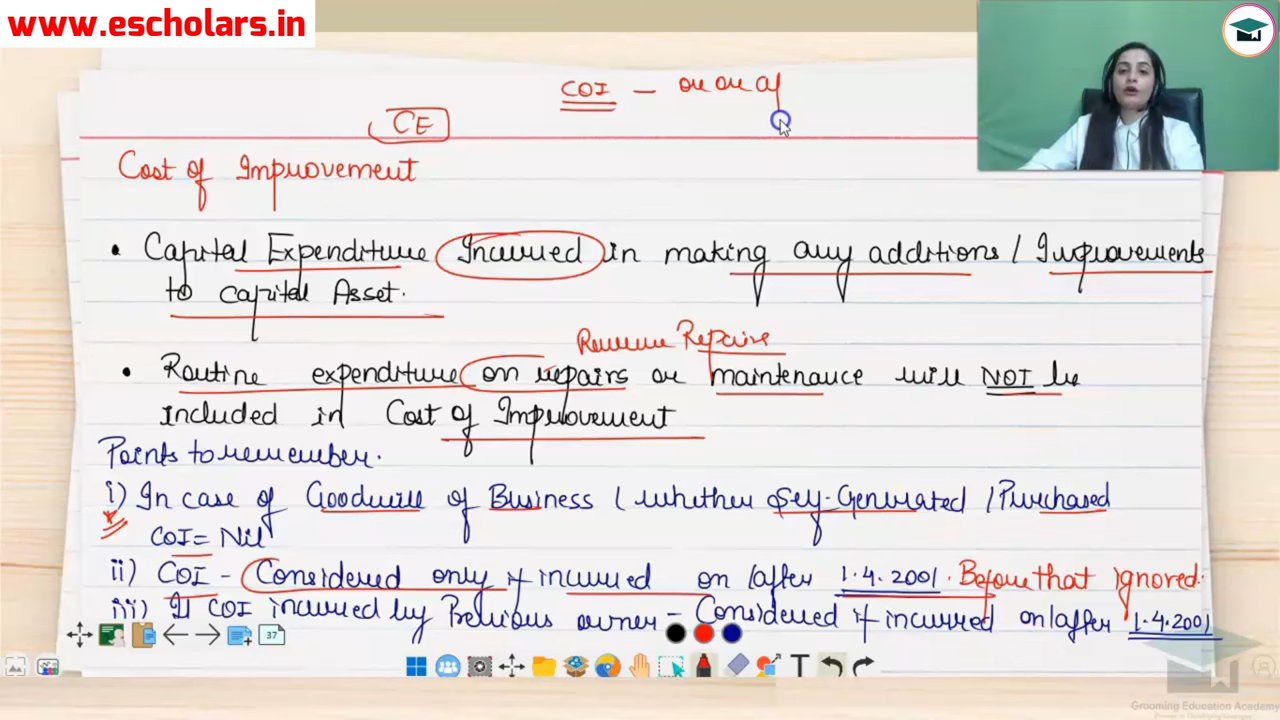 www.escholars.in
COI - on or af
CE
Cost of Improvement
• Capital Expenditure Incurred in making any additions / Improvements
to capital Asset.
Revenue Repairs
• Routine expenditure on repairs or maintenance will NOT be
included in Cost of Improvement
Points to remember.
i) In case of Goodwill of Business (whether Self-Generated / Purchased
COI = Nil
ii) COI - Considered only if incurred on/after 1.4.2001. Before that ignored.
iii) If COI incurred by Previous owner - Considered if incurred on/after 1.4.2001
37
T
Grooming Education Academy